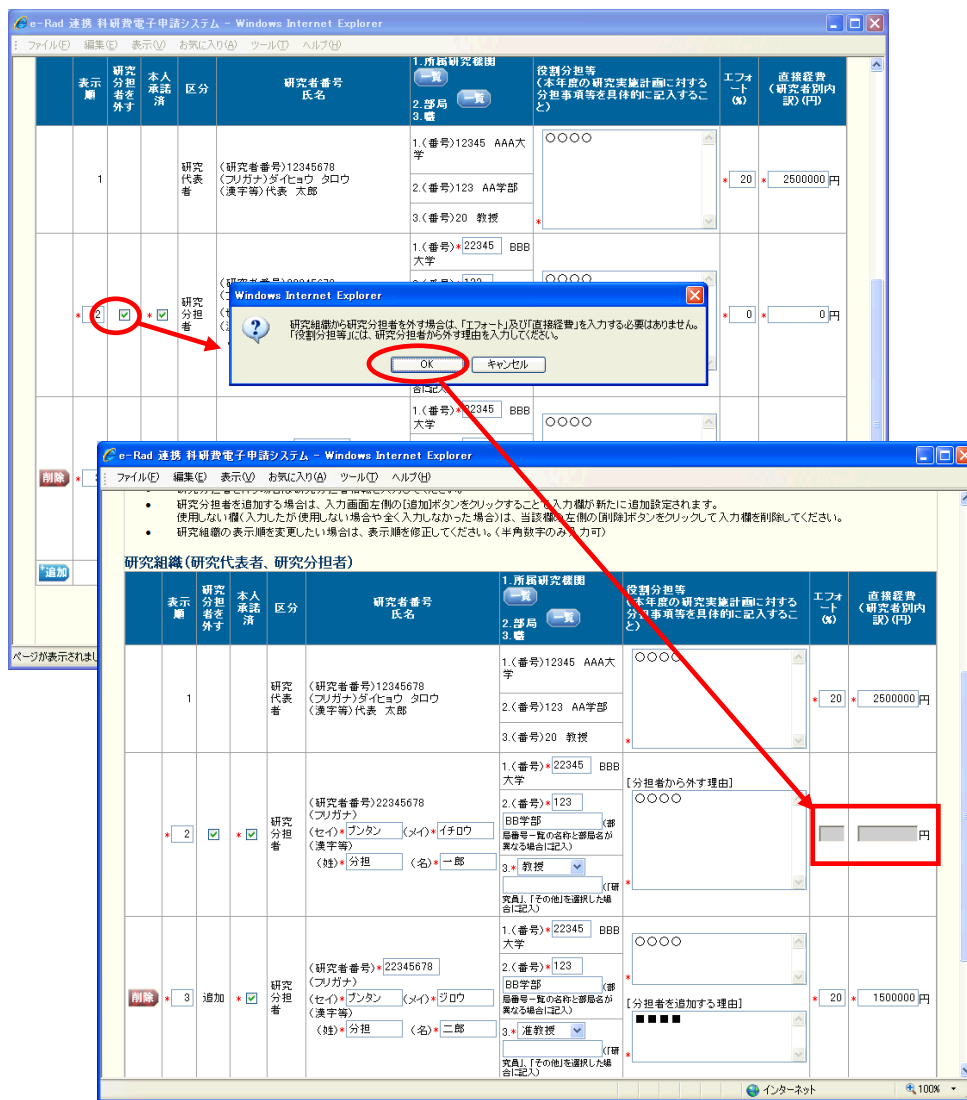 e-Rad 連携 科研費電子申請システム - Windows Internet Explorer
ファイル(F) 編集(E) 表示(V) お気に入り(A) ツール(T) ヘルプ(H)
表示順
研究分担者を外す
本人承諾済
区分
研究者番号
氏名
1.所属研究機関
一覧
2.部局 一覧
3.職
役割分担等
(本年度の研究実施計画に対する
分担事項等を具体的に記入するこ
と)
エフォート
(%)
直接経費
(研究者別内
訳)(円)
1
研究代表者
(研究者番号)12345678
(フリガナ)ダイヒョウ タロウ
(漢字等)代表 太郎
1.(番号)12345 AAA大
学
2.(番号)123 AA学部
3.(番号)20 教授
○○○○
*
* 20
* 2500000 円
* 2
*
研究分担者
1.(番号)*22345 BBB
大学
○○○○
* 0
* 0 円
Windows Internet Explorer
研究組織から研究分担者を外す場合は、「エフォート」及び「直接経費」を入力する必要はありません。
「役割分担等」には、研究分担者から外す理由を入力してください。
OK キャンセル
合に記入)
削除
*
1.(番号)*22345 BBB
大学
○○○○
追加
ページが表示されまし
e-Rad 連携 科研費電子申請システム - Windows Internet Explorer
ファイル(F) 編集(E) 表示(V) お気に入り(A) ツール(T) ヘルプ(H)
• 研究分担者を追加する場合は、入力画面左側の[追加]ボタンをクリックすることで入力欄が新たに追加設定されます。
使用しない欄(入力したが使用しない場合や全く入力しなかった場合)は、当該欄の左側の[削除]ボタンをクリックして入力欄を削除してください。
• 研究組織の表示順を変更したい場合は、表示順を修正してください。(半角数字のみ入力可)
研究組織(研究代表者、研究分担者)
表示順
研究分担者を外す
本人承諾済
区分
研究者番号
氏名
1.所属研究機関
一覧
2.部局 一覧
3.職
役割分担等
(本年度の研究実施計画に対する
分担事項等を具体的に記入するこ
と)
エフォート
(%)
直接経費
(研究者別内
訳)(円)
1
研究代表者
(研究者番号)12345678
(フリガナ)ダイヒョウ タロウ
(漢字等)代表 太郎
1.(番号)12345 AAA大
学
2.(番号)123 AA学部
3.(番号)20 教授
○○○○
*
* 20
* 2500000 円
* 2
*
研究分担者
(研究者番号)22345678
(フリガナ)
(セイ)*ブンタン (メイ)*イチロウ
(漢字等)
(姓)*分担 (名)*一郎
1.(番号)*22345 BBB
大学
2.(番号)*123
BB学部 (部
局番号一覧の名称と部局名が
異なる場合に記入)
3.*教授
(「研
究員」、「その他」を選択した場
合に記入)
[分担者から外す理由]
○○○○
*
円
削除
* 3
追加
*
研究分担者
(研究者番号)*22345678
(フリガナ)
(セイ)*ブンタン (メイ)*ジロウ
(漢字等)
(姓)*分担 (名)*二郎
1.(番号)*22345 BBB
大学
2.(番号)*123
BB学部 (部
局番号一覧の名称と部局名が
異なる場合に記入)
3.*准教授
(「研
究員」、「その他」を選択した場
合に記入)
○○○○
*
[分担者を追加する理由]
■■■■
*
* 20
* 1500000 円
インターネット
100%